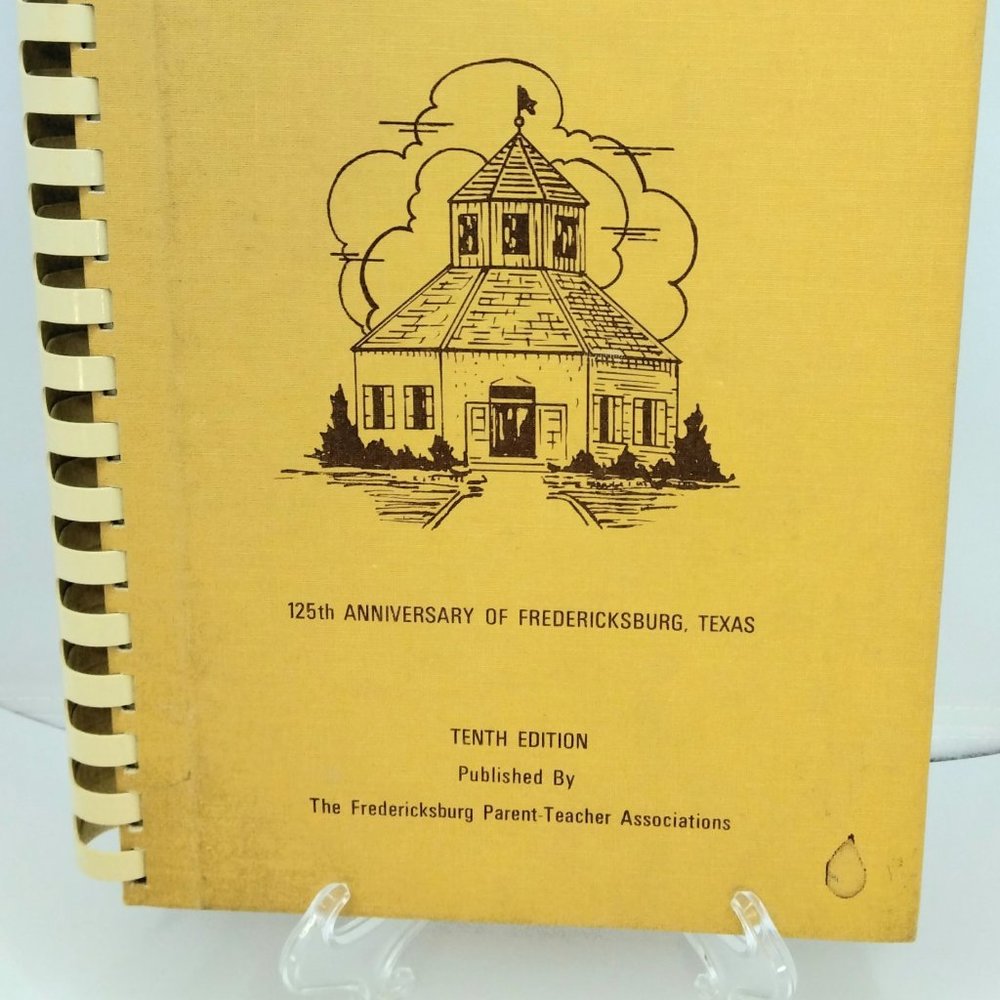 125th ANNIVERSARY OF FREDERICKSBURG, TEXAS
TENTH EDITION
Published By
The Fredericksburg Parent-Teacher Associations